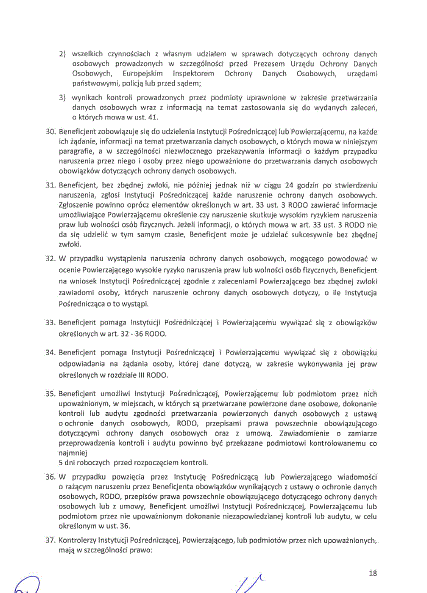 2) wszelkich czynnościach z własnym udziałem w sprawach dotyczących ochrony danych
osobowych prowadzonych w szczególności przed Prezesem Urzędu Ochrony Danych
Osobowych, Europejskim Inspektorem Ochrony Danych Osobowych, urzędami
państwowymi, policją lub przed sądem;
3) wynikach kontroli prowadzonych przez podmioty uprawnione w zakresie przetwarzania
danych osobowych wraz z informacją na temat zastosowania się do wydanych zaleceń,
o których mowa w ust. 41.
30. Beneficjent zobowiązuje się do udzielenia Instytucji Pośredniczącej lub Powierzającemu, na każde
ich żądanie, informacji na temat przetwarzania danych osobowych, o których mowa w niniejszym
paragrafie, a w szczególności niezwłocznego przekazywania informacji o każdym przypadku
naruszenia przez niego i osoby przez niego upoważnione do przetwarzania danych osobowych
obowiązków dotyczących ochrony danych osobowych.
31. Beneficjent, bez zbędnej zwłoki, nie później jednak niż w ciągu 24 godzin po stwierdzeniu
naruszenia, zgłosi Instytucji Pośredniczącej każde naruszenie ochrony danych osobowych.
Zgłoszenie powinno oprócz elementów określonych w art. 33 ust. 3 RODO zawierać informacje
umożliwiające Powierzającemu określenie czy naruszenie skutkuje wysokim ryzykiem naruszenia
praw lub wolności osób fizycznych. Jeżeli informacji, o których mowa w art. 33 ust. 3 RODO nie
da się udzielić w tym samym czasie, Beneficjent może je udzielać sukcesywnie bez zbędnej
zwłoki.
32. W przypadku wystąpienia naruszenia ochrony danych osobowych, mogącego powodować w
ocenie Powierzającego wysokie ryzyko naruszenia praw lub wolności osób fizycznych, Beneficjent
na wniosek Instytucji Pośredniczącej zgodnie z zaleceniami Powierzającego bez zbędnej zwłoki
zawiadomi osoby, których naruszenie ochrony danych osobowych dotyczy, o ile Instytucja
Pośrednicząca o to wystąpi.
33. Beneficjent pomaga Instytucji Pośredniczącej i Powierzającemu wywiązać się z obowiązków
określonych w art. 32 - 36 RODO.
34. Beneficjent pomaga Instytucji Pośredniczącej i Powierzającemu wywiązać się z obowiązku
odpowiadania na żądania osoby, której dane dotyczą, w zakresie wykonywania jej praw
określonych w rozdziale III RODO.
35. Beneficjent umożliwi Instytucji Pośredniczącej, Powierzającemu lub podmiotom przez nich
upoważnionym, w miejscach, w których są przetwarzane powierzone dane osobowe, dokonanie
kontroli lub audytu zgodności przetwarzania powierzonych danych osobowych z ustawą
o ochronie danych osobowych, RODO, przepisami prawa powszechnie obowiązującego
dotyczącymi ochrony danych osobowych oraz z umową. Zawiadomienie o zamiarze
przeprowadzenia kontroli i audytu powinno być przekazane podmiotowi kontrolowanemu co
najmniej
5 dni roboczych przed rozpoczęciem kontroli.
36. W przypadku powzięcia przez Instytucję Pośredniczącą lub Powierzającego wiadomości
o rażącym naruszeniu przez Beneficjenta obowiązków wynikających z ustawy o ochronie danych
osobowych, RODO, przepisów prawa powszechnie obowiązującego dotyczącego ochrony danych
osobowych lub z umowy, Beneficjent umożliwi Instytucji Pośredniczącej, Powierzającemu lub
podmiotom przez nie upoważnionym dokonanie niezapowiedzianej kontroli lub audytu, w celu
określonym w ust. 36.
37. Kontrolerzy Instytucji Pośredniczącej, Powierzającego, lub podmiotów przez nich upoważnionych,
mają w szczególności prawo:
18